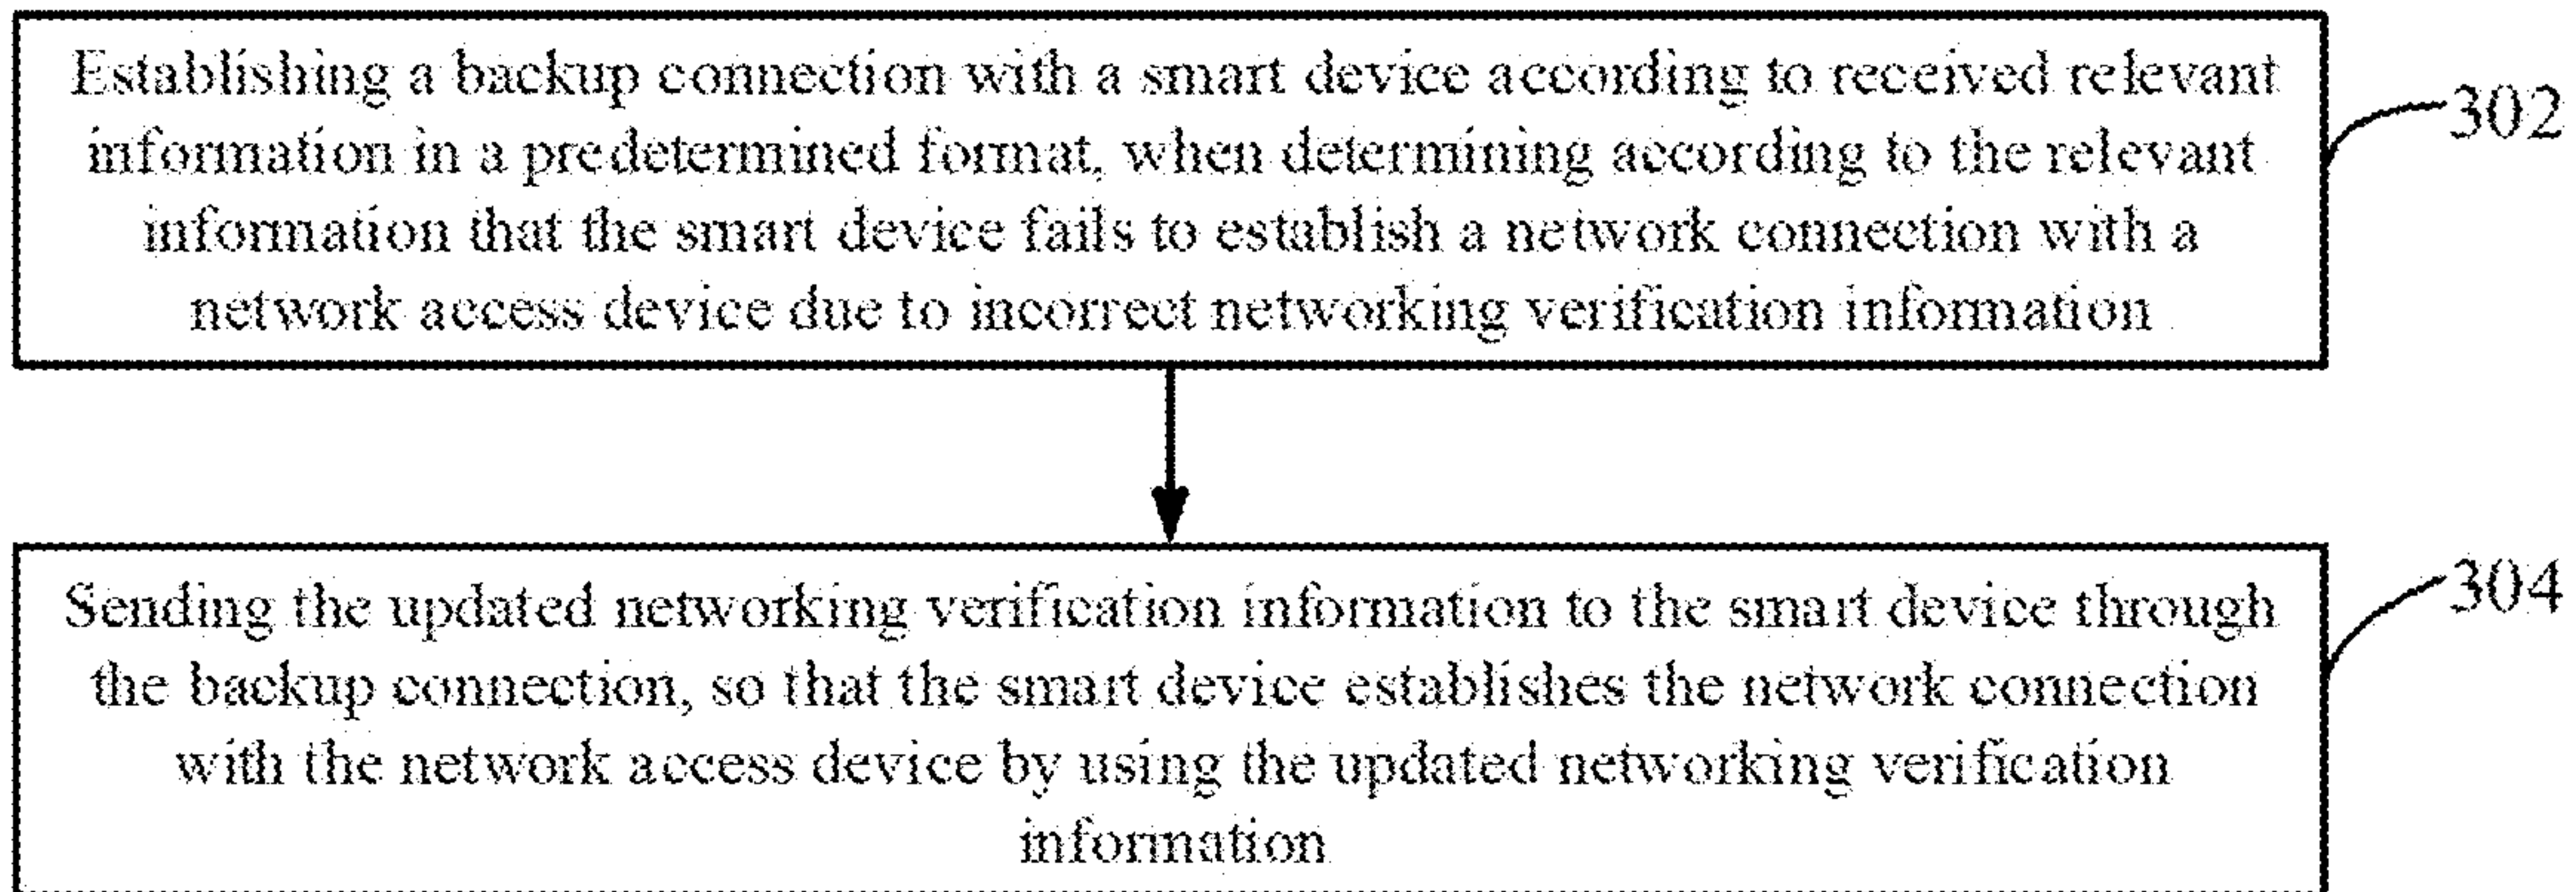 Establishing a backup connection with a smart device according to received relevant
information in a predetermined format, when determining according to the relevant
information that the smart device fails to establish a network connection with a
network access device due to incorrect networking verification information
302
Sending the updated networking verification information to the smart device through
the backup connection, so that the smart device establishes the network connection
with the network access device by using the updated networking verification
information
304